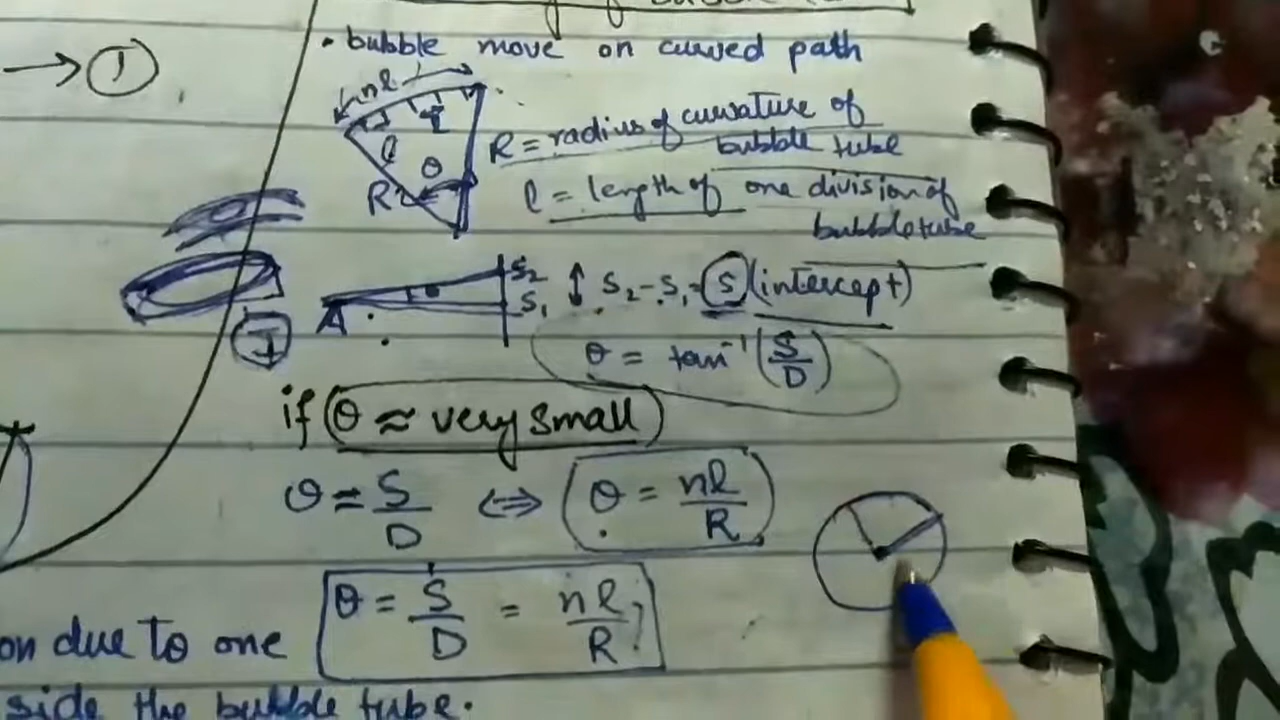 → ①
• bubble move on curved path
nl
l
l
θ
R
R = radius of curvature of
bubble tube
l = length of one division of
bubble tube
A
θ
S₂
S₁
S₂ - S₁ = S (intercept)
I
θ = tan⁻¹(S/D)
if (θ ≈ very small)
θ = S/D ⇔ (θ = nl/R)
θ = S/D = nl/R
on due to one
side the bubble tube.